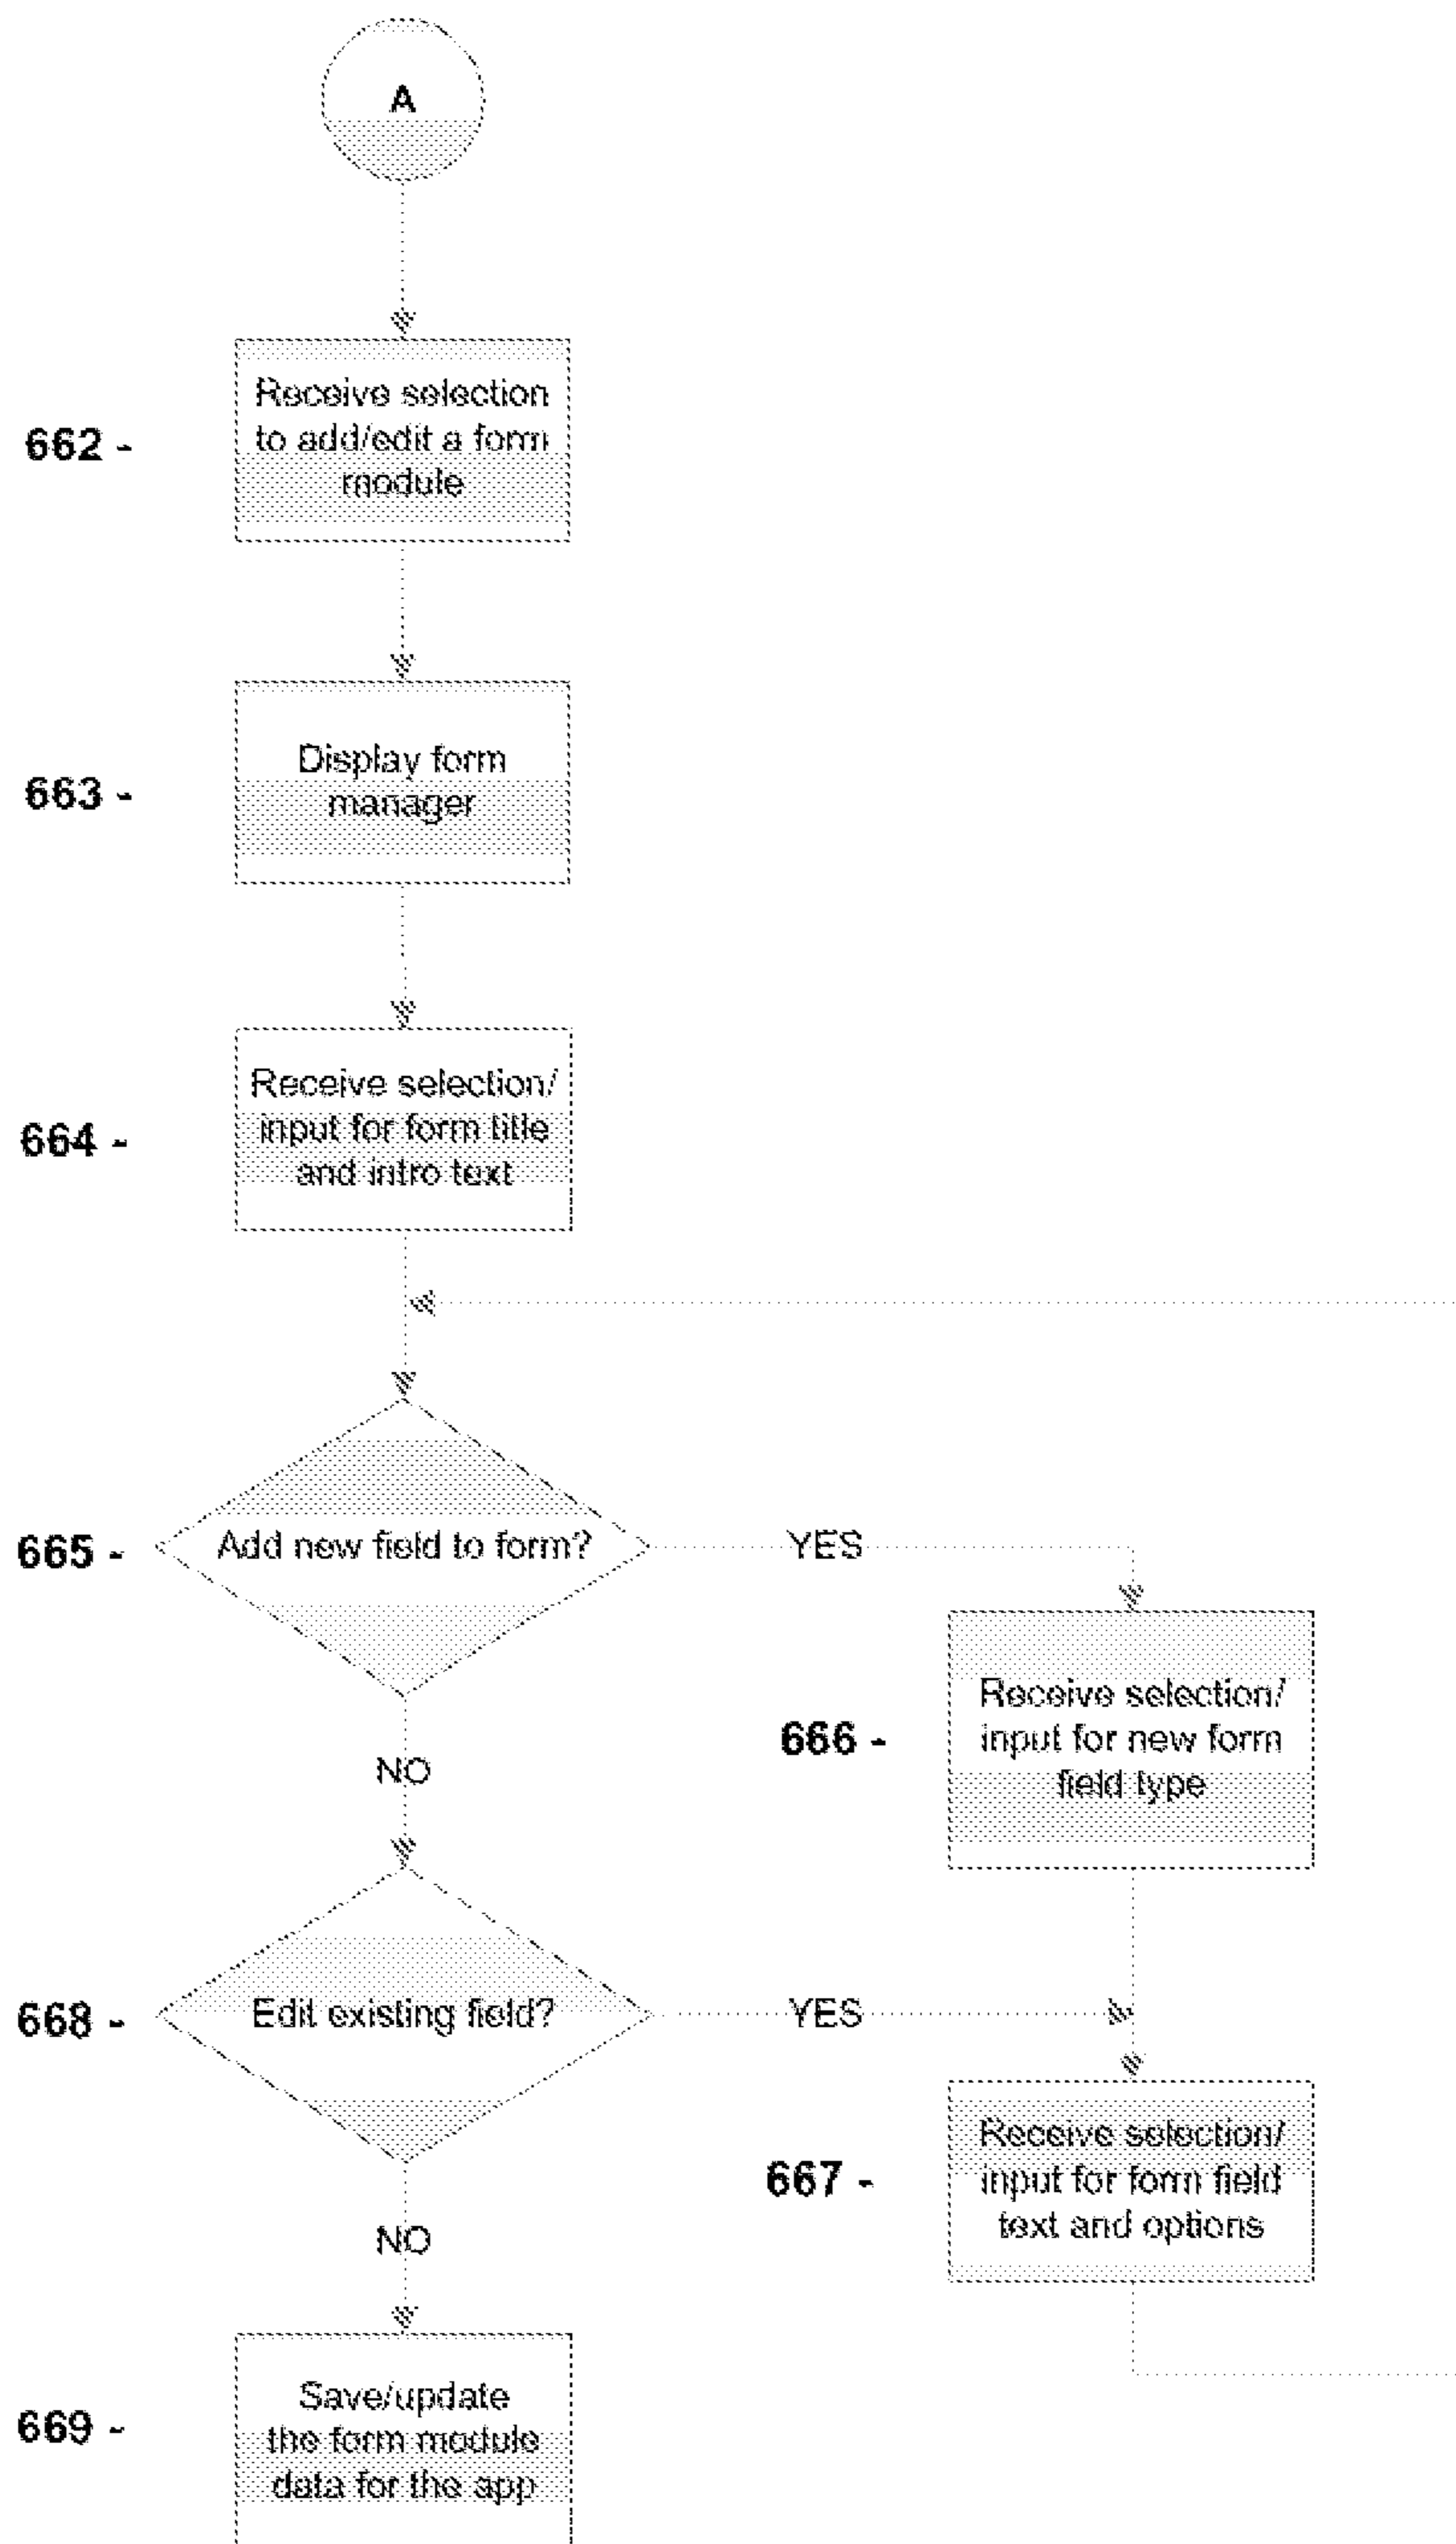 A
662 -
Receive selection
to add/edit a form
module
663 -
Display form
manager
664 -
Receive selection/
input for form title
and intro text
665 -
Add new field to form?
YES
666 -
Receive selection/
input for new form
field type
NO
668 -
Edit existing field?
YES
667 -
Receive selection/
input for form field
text and options
NO
669 -
Save/update
the form module
data for the app